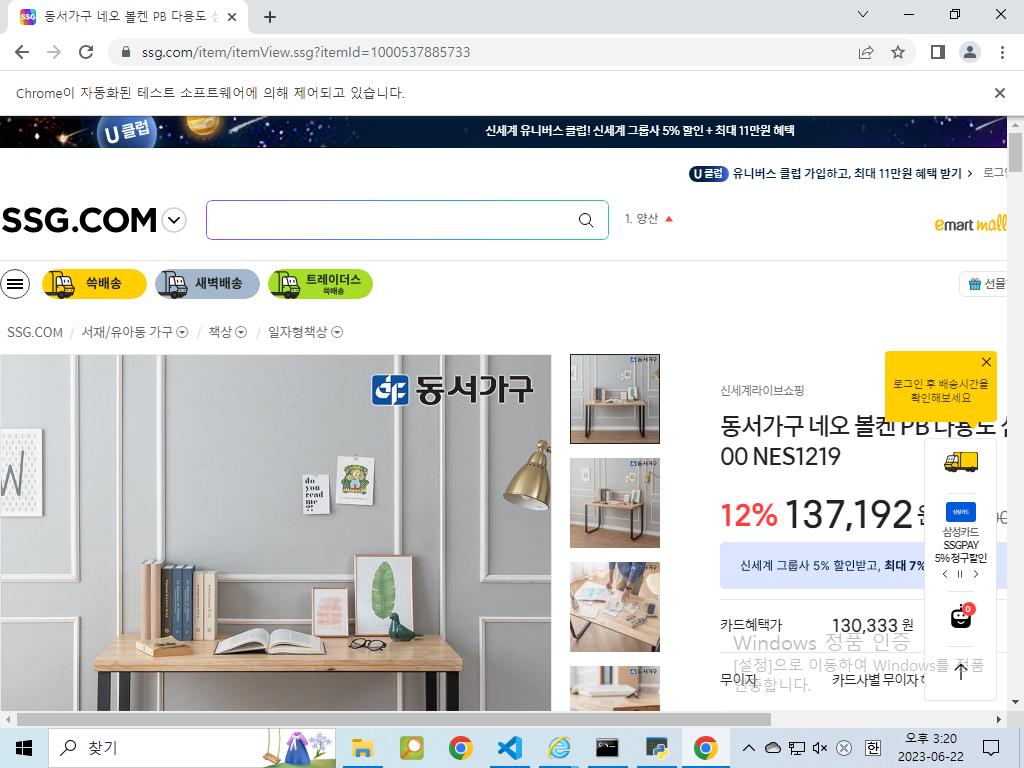 동서가구 네오 볼켄 PB 다용도
ssg.com/item/itemView.ssg?itemId=1000537885733
Chrome이 자동화된 테스트 소프트웨어에 의해 제어되고 있습니다.
U클럽
신세계 유니버스 클럽! 신세계 그룹사 5% 할인 + 최대 11만원 혜택
U 클럽 유니버스 클럽 가입하고, 최대 11만원 혜택 받기
SSG.COM
1. 양산
emart mall
쓱배송
새벽배송
트레이더스
쓱배송
선물
SSG.COM / 서재/유아동 가구 / 책상 / 일자형책상
동서가구
do
you
read
me?
W
신세계라이브쇼핑
동서가구 네오 볼켄 PB 다용도
00 NES1219
12% 137,192원
신세계 그룹사 5% 할인받고, 최대 7%
카드혜택가 130,333 원
무이자 카드사별 무이자
로그인 후 배송시간을
확인해보세요
삼성카드
삼성카드
SSGPAY
5% 청구할인
0
Windows 정품 인증
[설정]으로 이동하여 Windows를 정품
인증합니다.
찾기
한
오후 3:20
2023-06-22